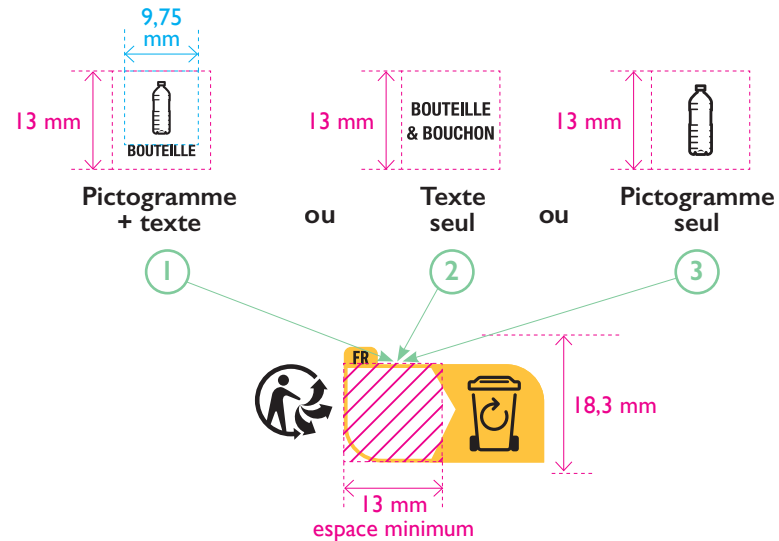 9,75
mm
13 mm
BOUTEILLE
13 mm
BOUTEILLE
& BOUCHON
13 mm
Pictogramme
+ texte
ou
Texte
seul
ou
Pictogramme
seul
1
2
3
FR
18,3 mm
13 mm
espace minimum